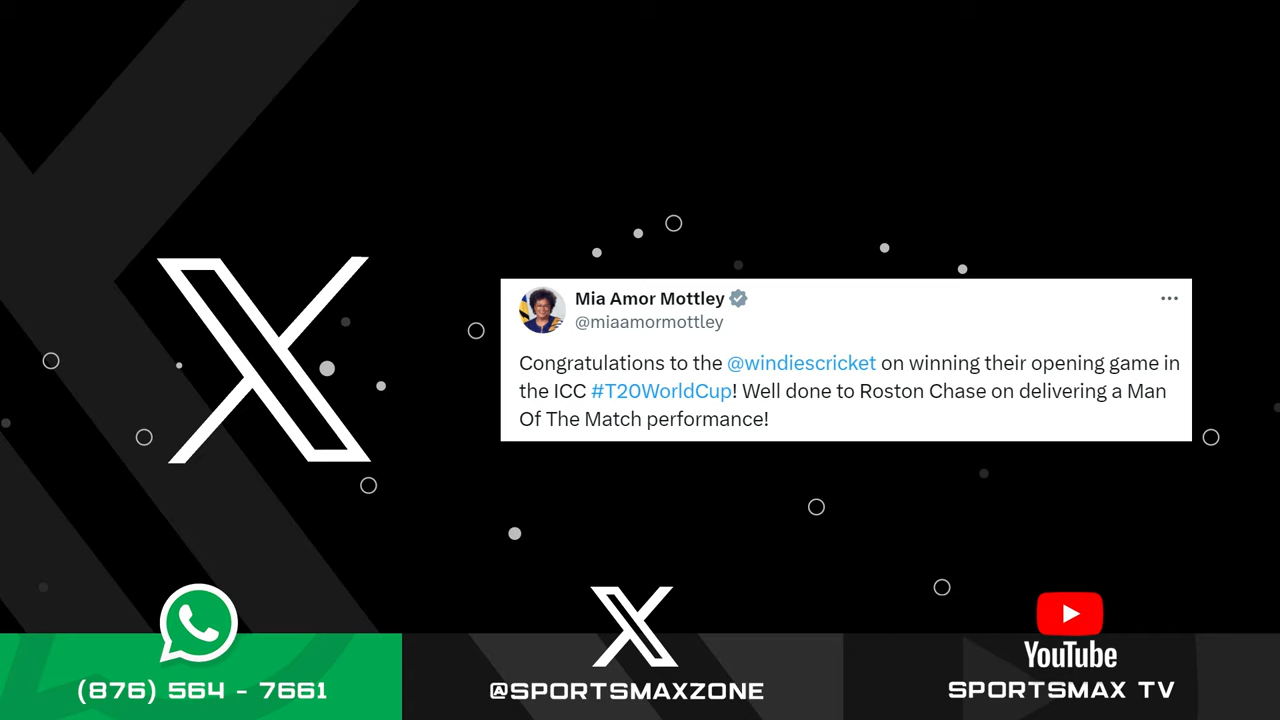 Mia Amor Mottley
@miaamormottley
Congratulations to the @windiescricket on winning their opening game in
the ICC #T20WorldCup! Well done to Roston Chase on delivering a Man
Of The Match performance!
(876) 564 - 7661
@SPORTSMAXZONE
YouTube
SPORTSMAX TV